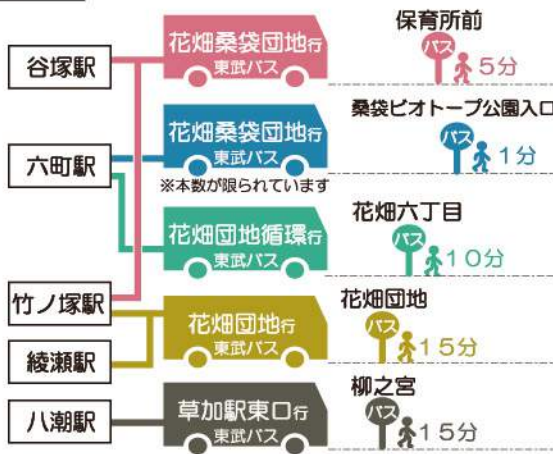 谷塚駅
六町駅
竹ノ塚駅
綾瀬駅
八潮駅
花畑桑袋団地行
東武バス
保育所前
バス
5分
花畑桑袋団地行
東武バス
※本数が限られています
桑袋ビオトープ公園入口
バス
1分
花畑団地循環行
東武バス
花畑六丁目
バス
10分
花畑団地行
東武バス
花畑団地
バス
15分
草加駅東口行
東武バス
柳之宮
バス
15分